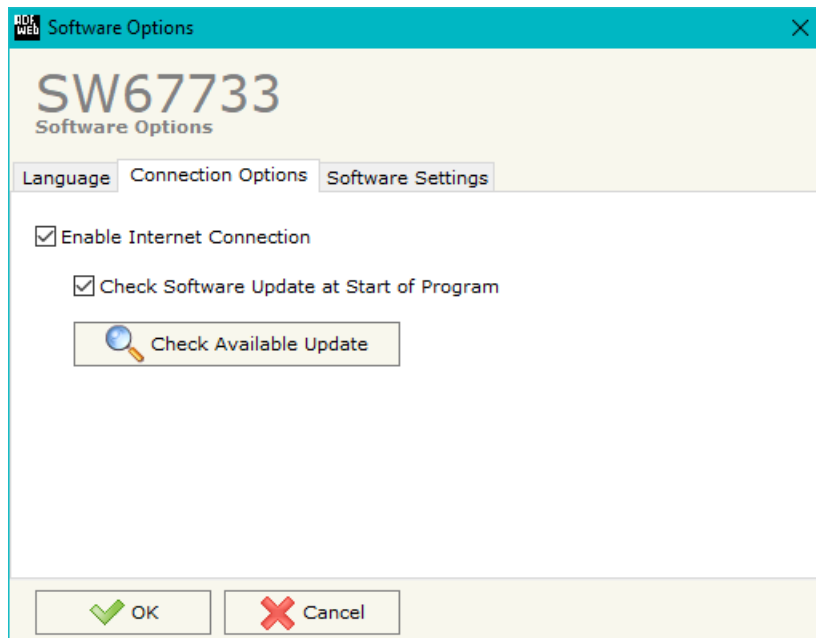 ADF
WEB
Software Options
SW67733
Software Options
Language Connection Options Software Settings
Enable Internet Connection
Check Software Update at Start of Program
Check Available Update
OK Cancel